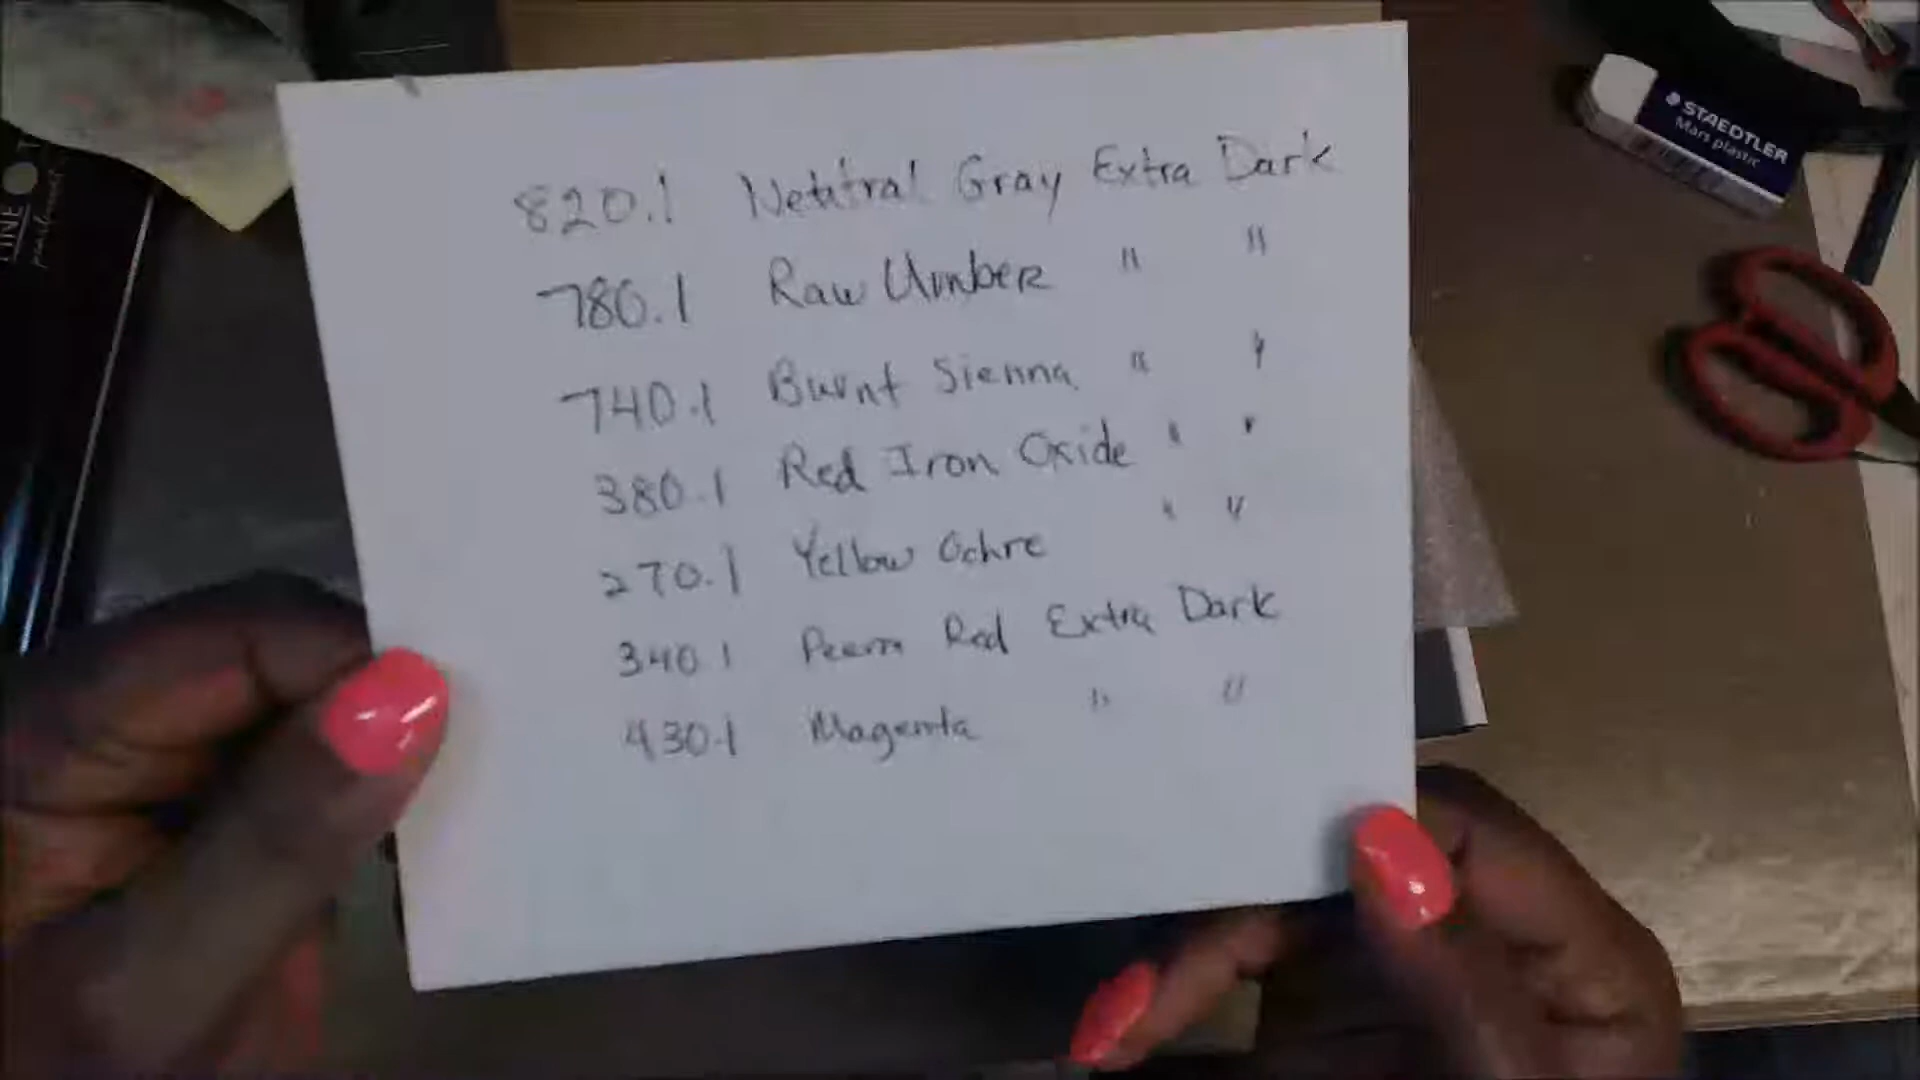 820.1 Neutral Gray Extra Dark
780.1 Raw Umber " "
740.1 Burnt Sienna " "
380.1 Red Iron Oxide " "
270.1 Yellow Ochre " "
340.1 Perm Red Extra Dark
430.1 Magenta " "
STAEDTLER
Mars plastic